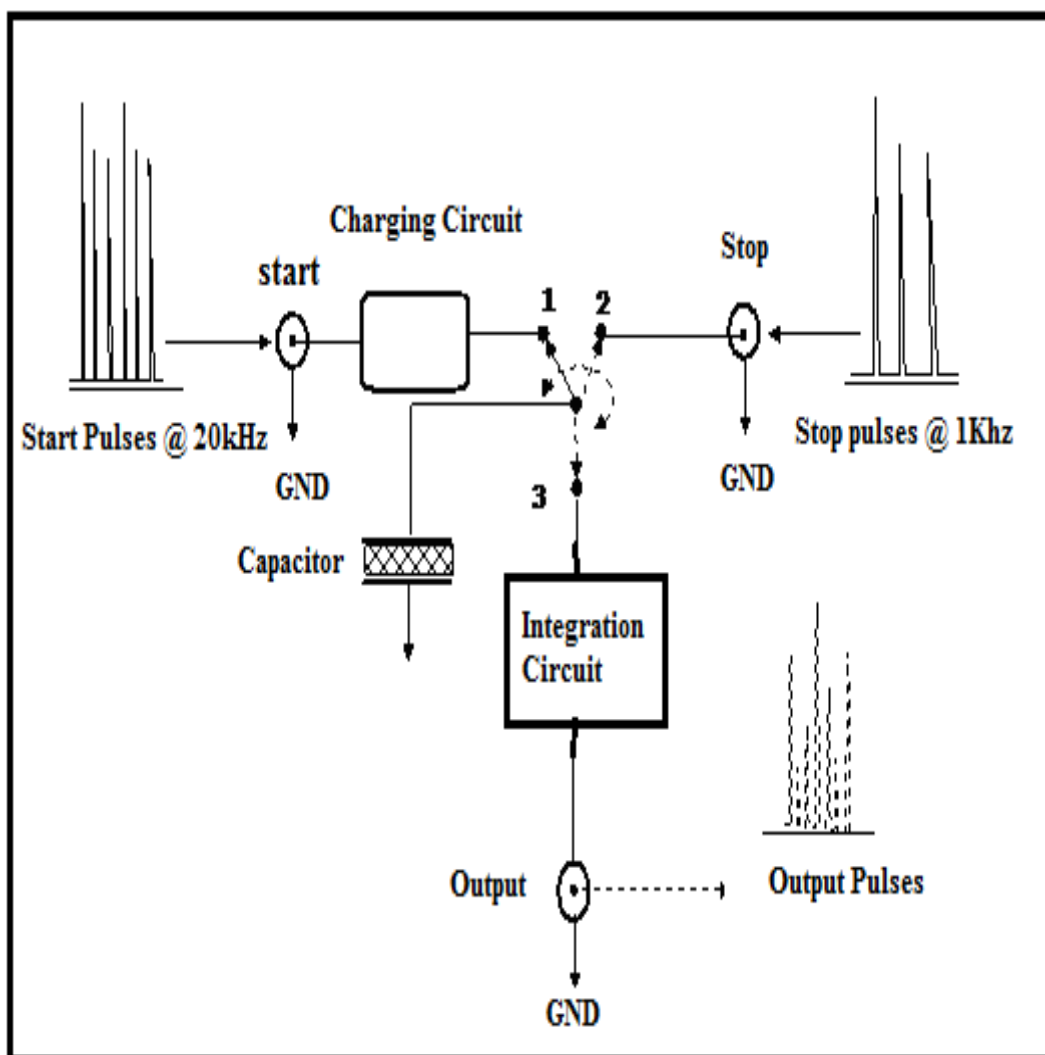 Charging Circuit
Stop
start
1
2
Start Pulses @ 20kHz
Stop pulses @ 1Khz
GND
GND
3
Capacitor
Integration
Circuit
Output
Output Pulses
GND